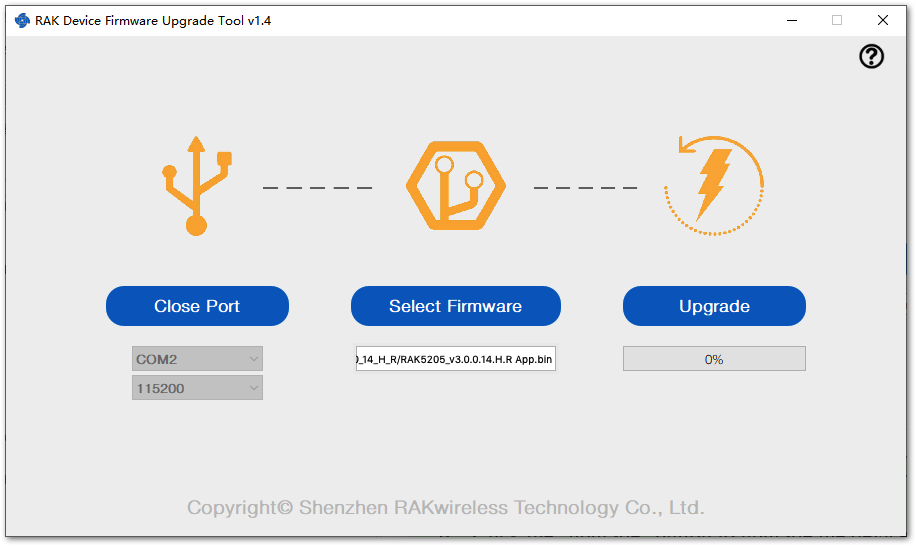 RAK Device Firmware Upgrade Tool v1.4
Close Port
Select Firmware
Upgrade
COM2
_14_H_R/RAK5205_v3.0.0.14.H.R App.bin
0%
115200
Copyright© Shenzhen RAKwireless Technology Co., Ltd.